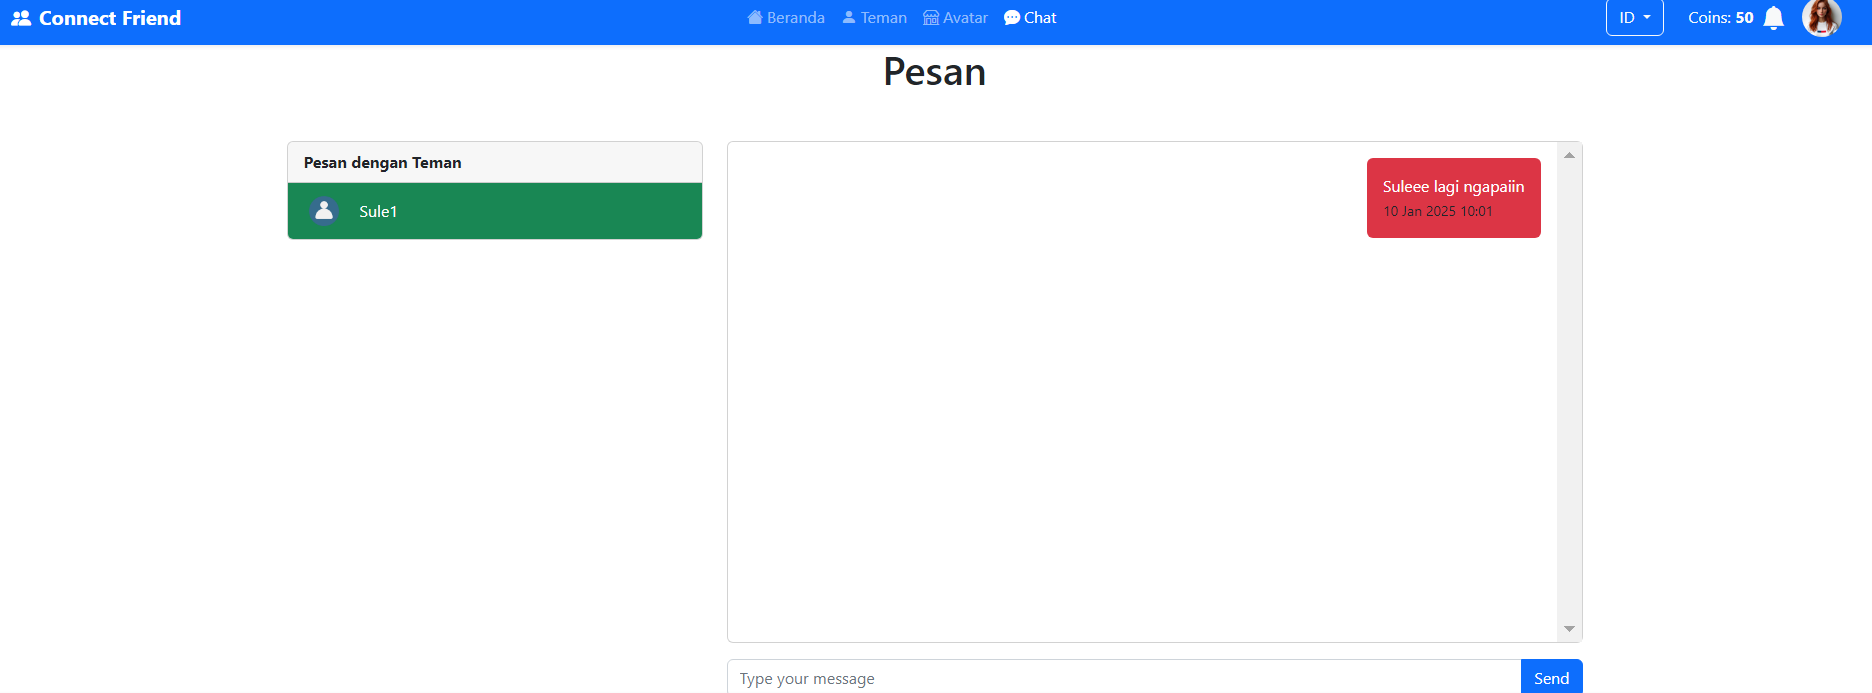 Connect Friend
Beranda Teman Avatar Chat
ID
Coins: 50
Pesan
Pesan dengan Teman
Sule1
Suleee lagi ngapaiin
10 Jan 2025 10:01
Type your message
Send